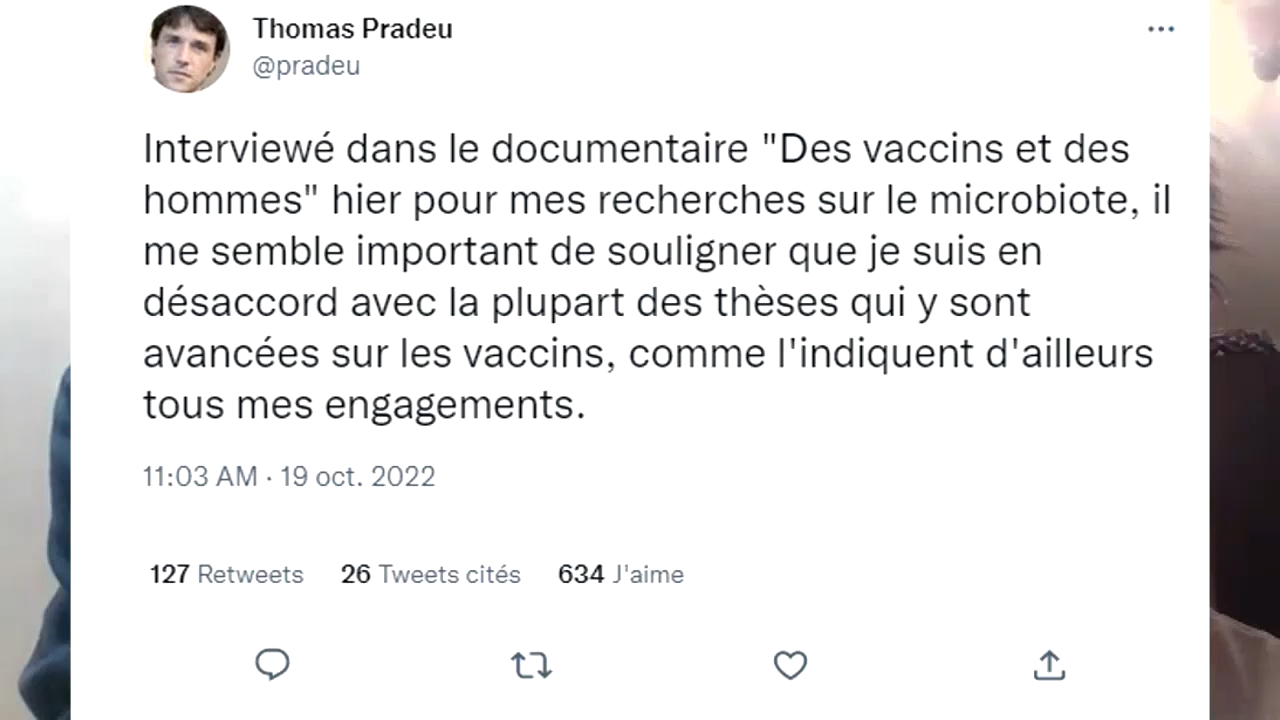 Thomas Pradeu
@pradeu
Interviewé dans le documentaire "Des vaccins et des
hommes" hier pour mes recherches sur le microbiote, il
me semble important de souligner que je suis en
désaccord avec la plupart des thèses qui y sont
avancées sur les vaccins, comme l'indiquent d'ailleurs
tous mes engagements.
11:03 AM · 19 oct. 2022
127 Retweets 26 Tweets cités 634 J'aime